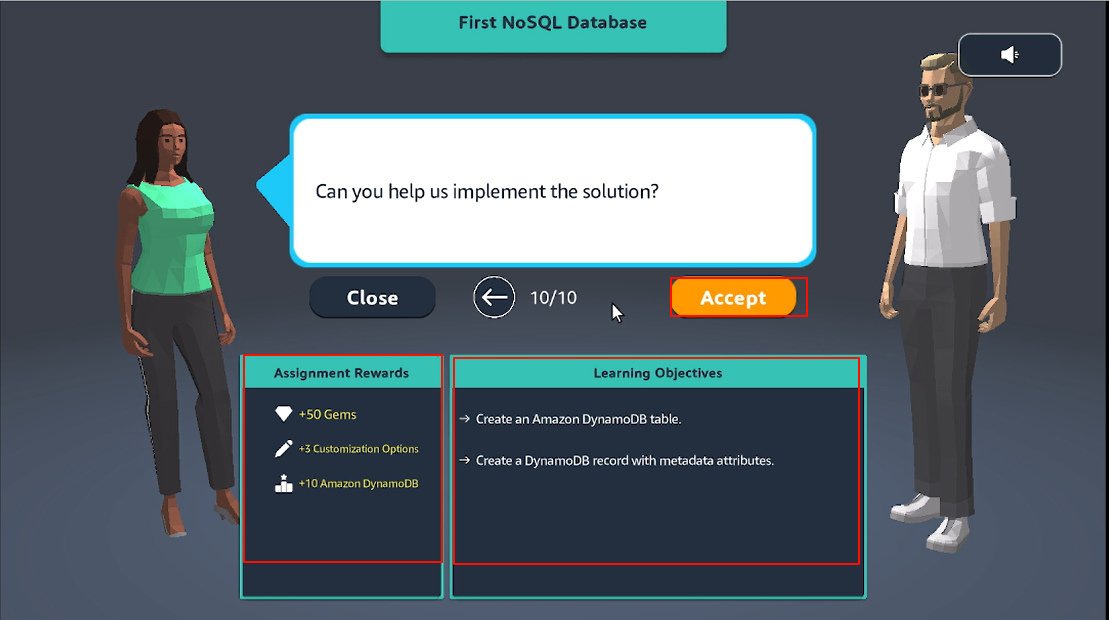 First NoSQL Database
Can you help us implement the solution?
Close
10/10
Accept
Assignment Rewards
+50 Gems
+3 Customization Options
+10 Amazon DynamoDB
Learning Objectives
→ Create an Amazon DynamoDB table.
→ Create a DynamoDB record with metadata attributes.